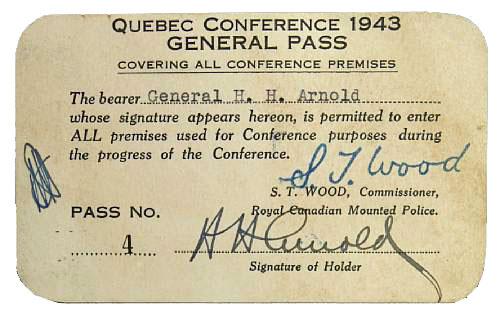 QUEBEC CONFERENCE 1943
GENERAL PASS
COVERING ALL CONFERENCE PREMISES
The bearer General H. H. Arnold
whose signature appears hereon, is permitted to enter
ALL premises used for Conference purposes during
the progress of the Conference.
S. T. Wood
S. T. WOOD, Commissioner,
Royal Canadian Mounted Police.
PASS NO.
4
H H Arnold
Signature of Holder